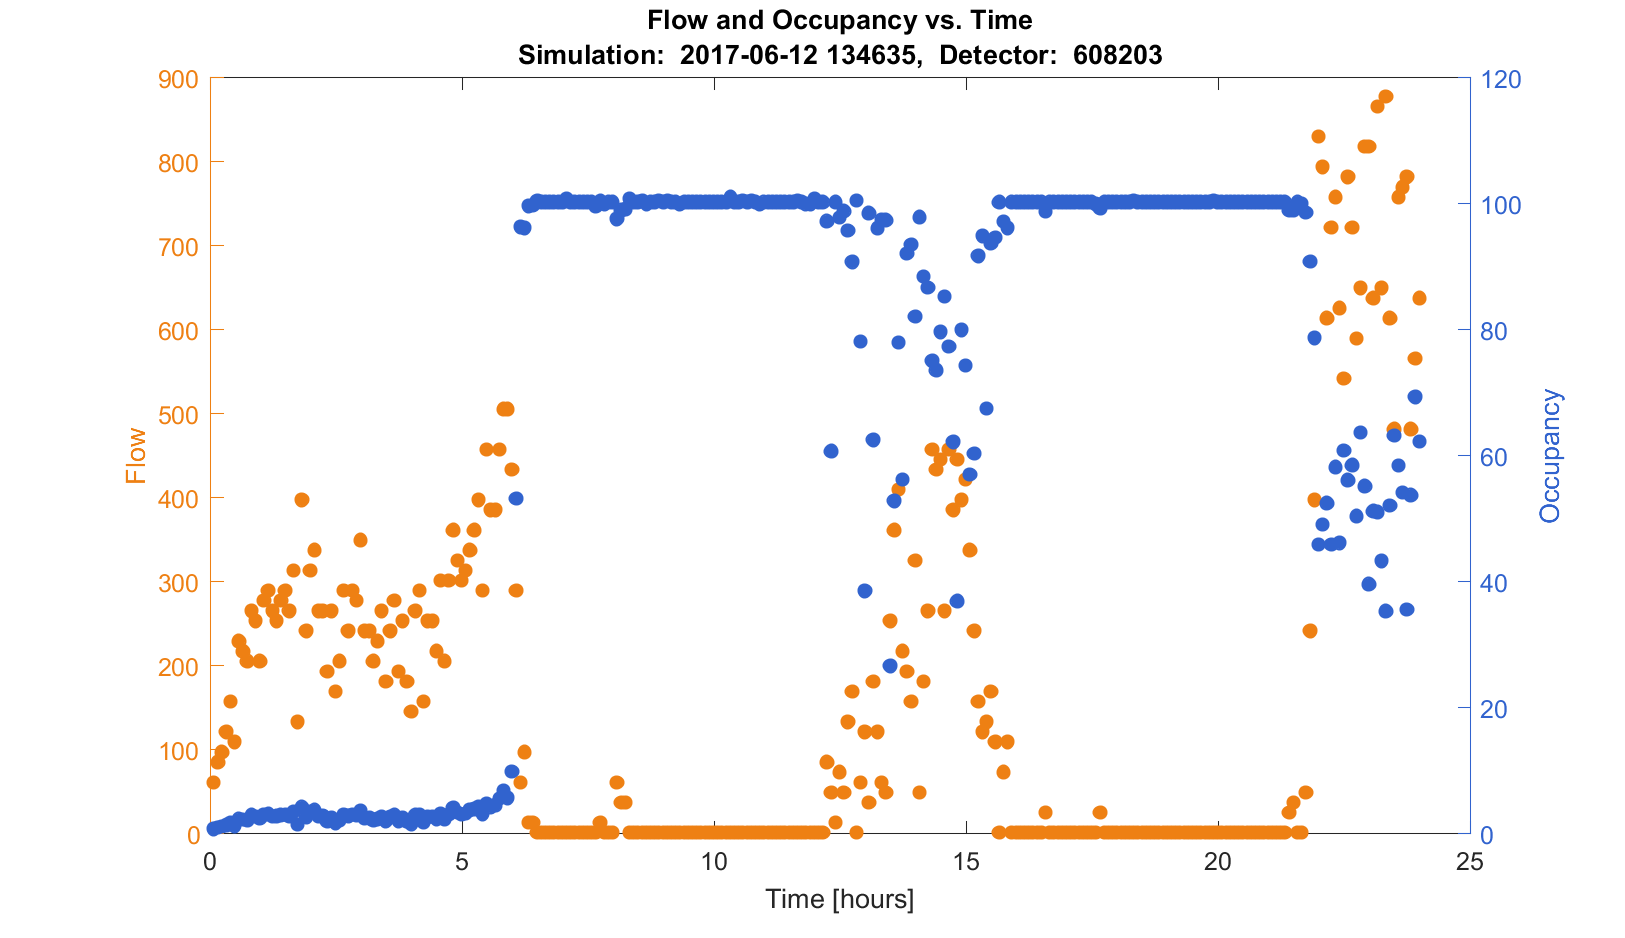 Flow and Occupancy vs. Time
Simulation:  2017-06-12 134635,  Detector:  608203
900
800
700
600
500
400
300
200
100
0
Flow
120
100
80
60
40
20
0
Occupancy
0 5 10 15 20 25
Time [hours]